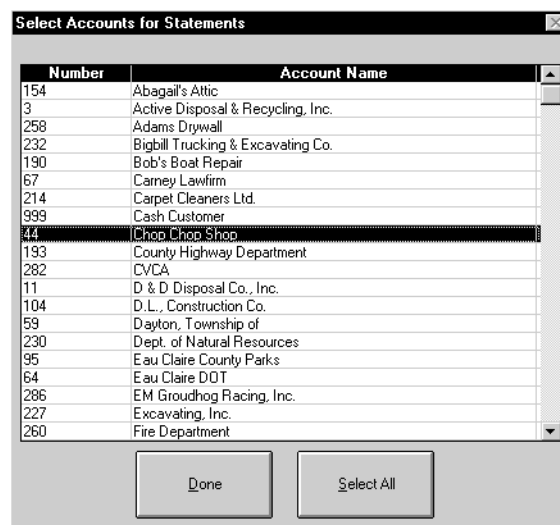 Select Accounts for Statements
Number Account Name
154 Abagail's Attic
3 Active Disposal & Recycling, Inc.
258 Adams Drywall
232 Bigbill Trucking & Excavating Co.
190 Bob's Boat Repair
67 Carney Lawfirm
214 Carpet Cleaners Ltd.
999 Cash Customer
44 Chop Chop Shop
193 County Highway Department
282 CVCA
11 D & D Disposal Co., Inc.
104 D.L., Construction Co.
59 Dayton, Township of
230 Dept. of Natural Resources
95 Eau Claire County Parks
64 Eau Claire DOT
286 EM Groudhog Racing, Inc.
227 Excavating, Inc.
260 Fire Department
Done Select All